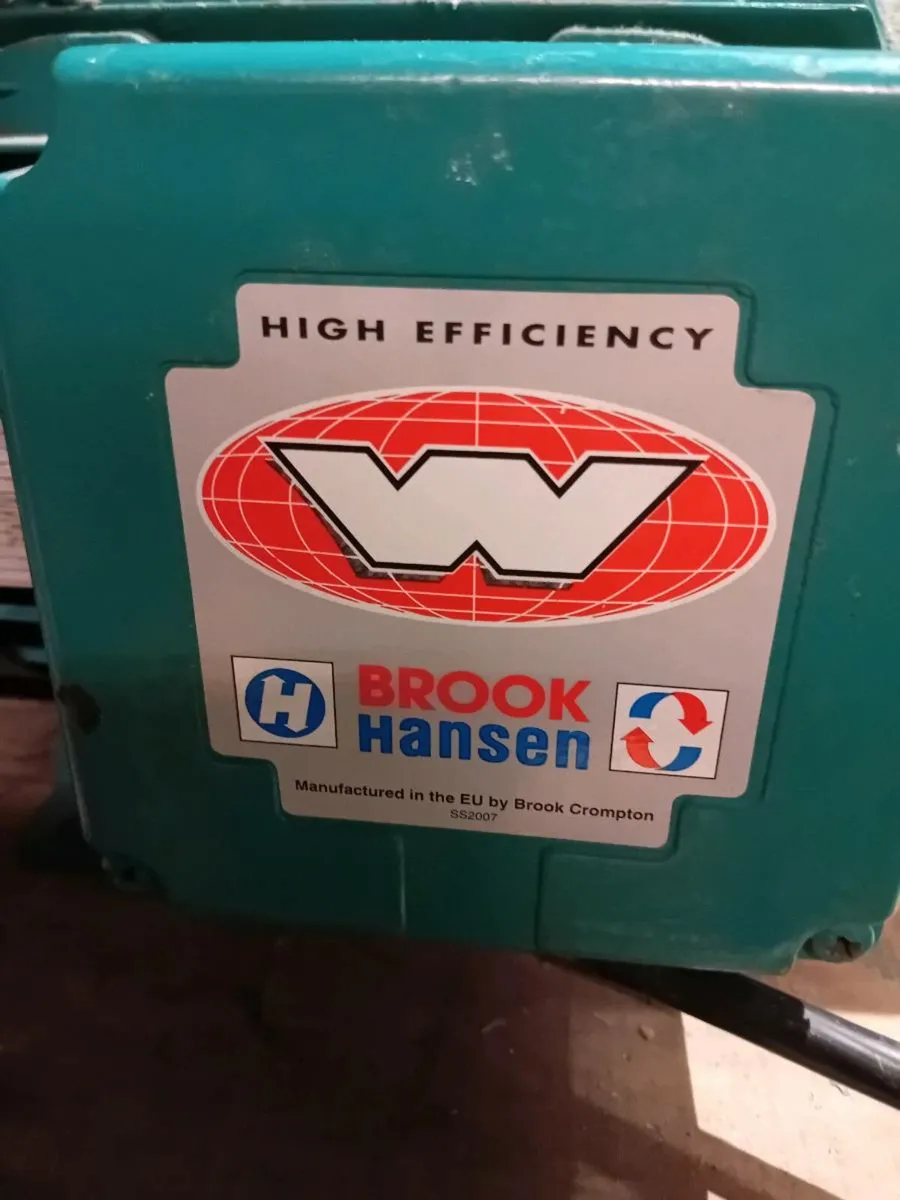 HIGH EFFICIENCY
W
H
BROOK
Hansen
Manufactured in the EU by Brook Crompton
SS2007